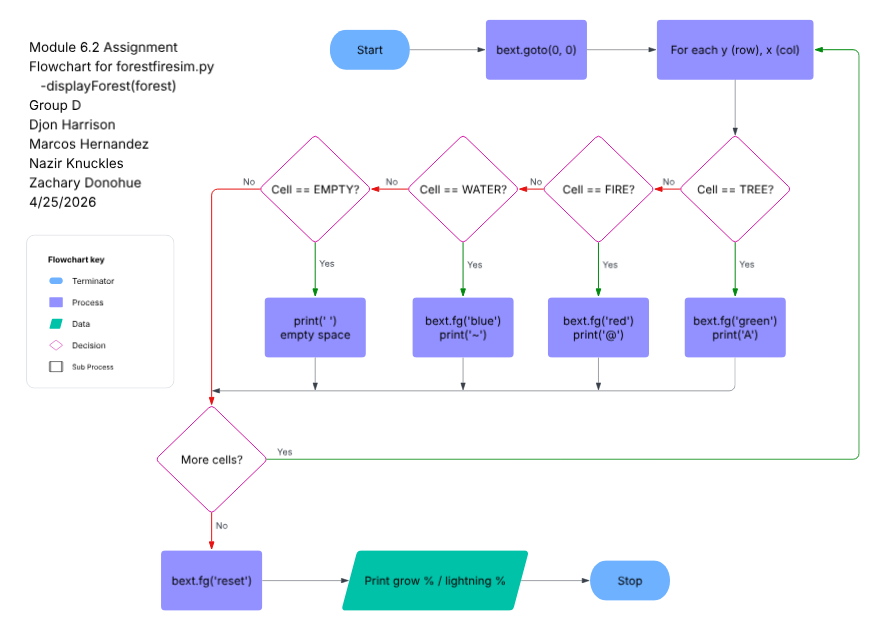 Module 6.2 Assignment
Flowchart for forestfiresim.py
-displayForest(forest)
Group D
Djon Harrison
Marcos Hernandez
Nazir Knuckles
Zachary Donohue
4/25/2026
Flowchart key
Terminator
Process
Data
Decision
Sub Process
Start
bext.goto(0, 0)
For each y (row), x (col)
Cell == TREE?
No
Cell == FIRE?
No
Cell == WATER?
No
Cell == EMPTY?
No
Yes
Yes
Yes
Yes
print(' ')
empty space
bext.fg('blue')
print('~')
bext.fg('red')
print('@')
bext.fg('green')
print('A')
More cells?
Yes
No
bext.fg('reset')
Print grow % / lightning %
Stop